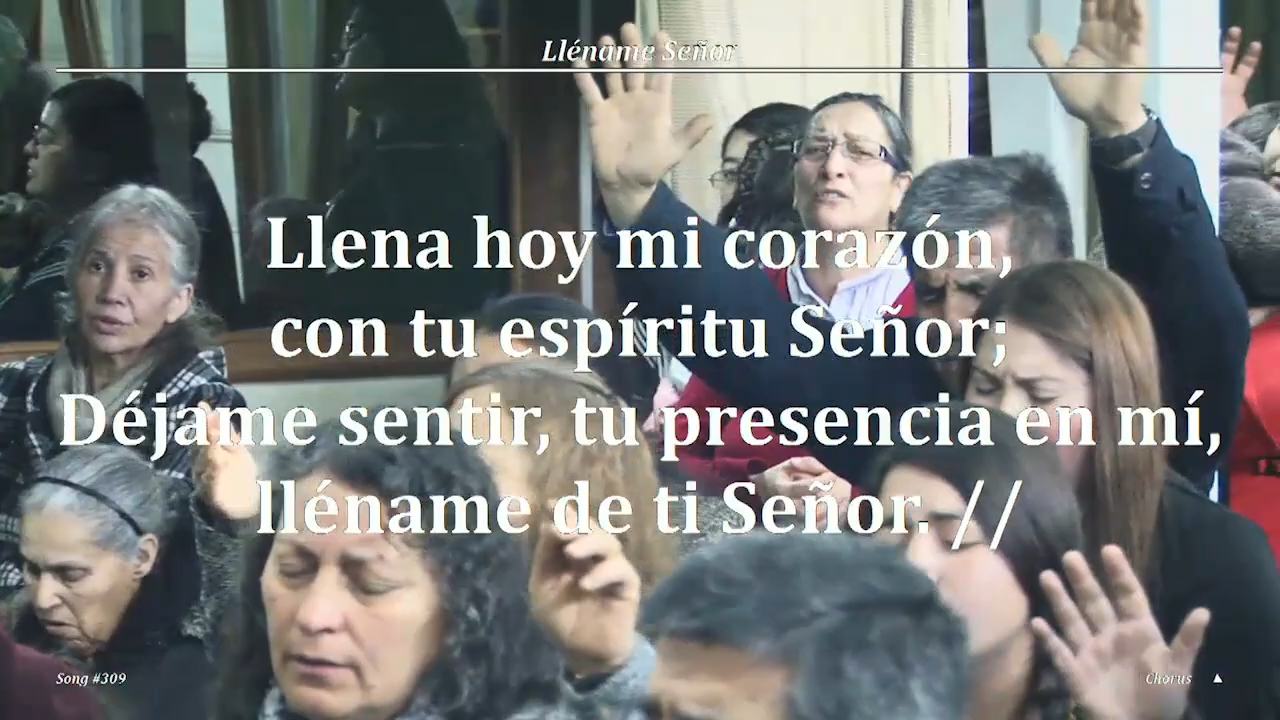 Lléname Señor
Llena hoy mi corazón,
con tu espíritu Señor;
Déjame sentir, tu presencia en mí,
lléname de ti Señor. //
Song #309
Chorus ▲